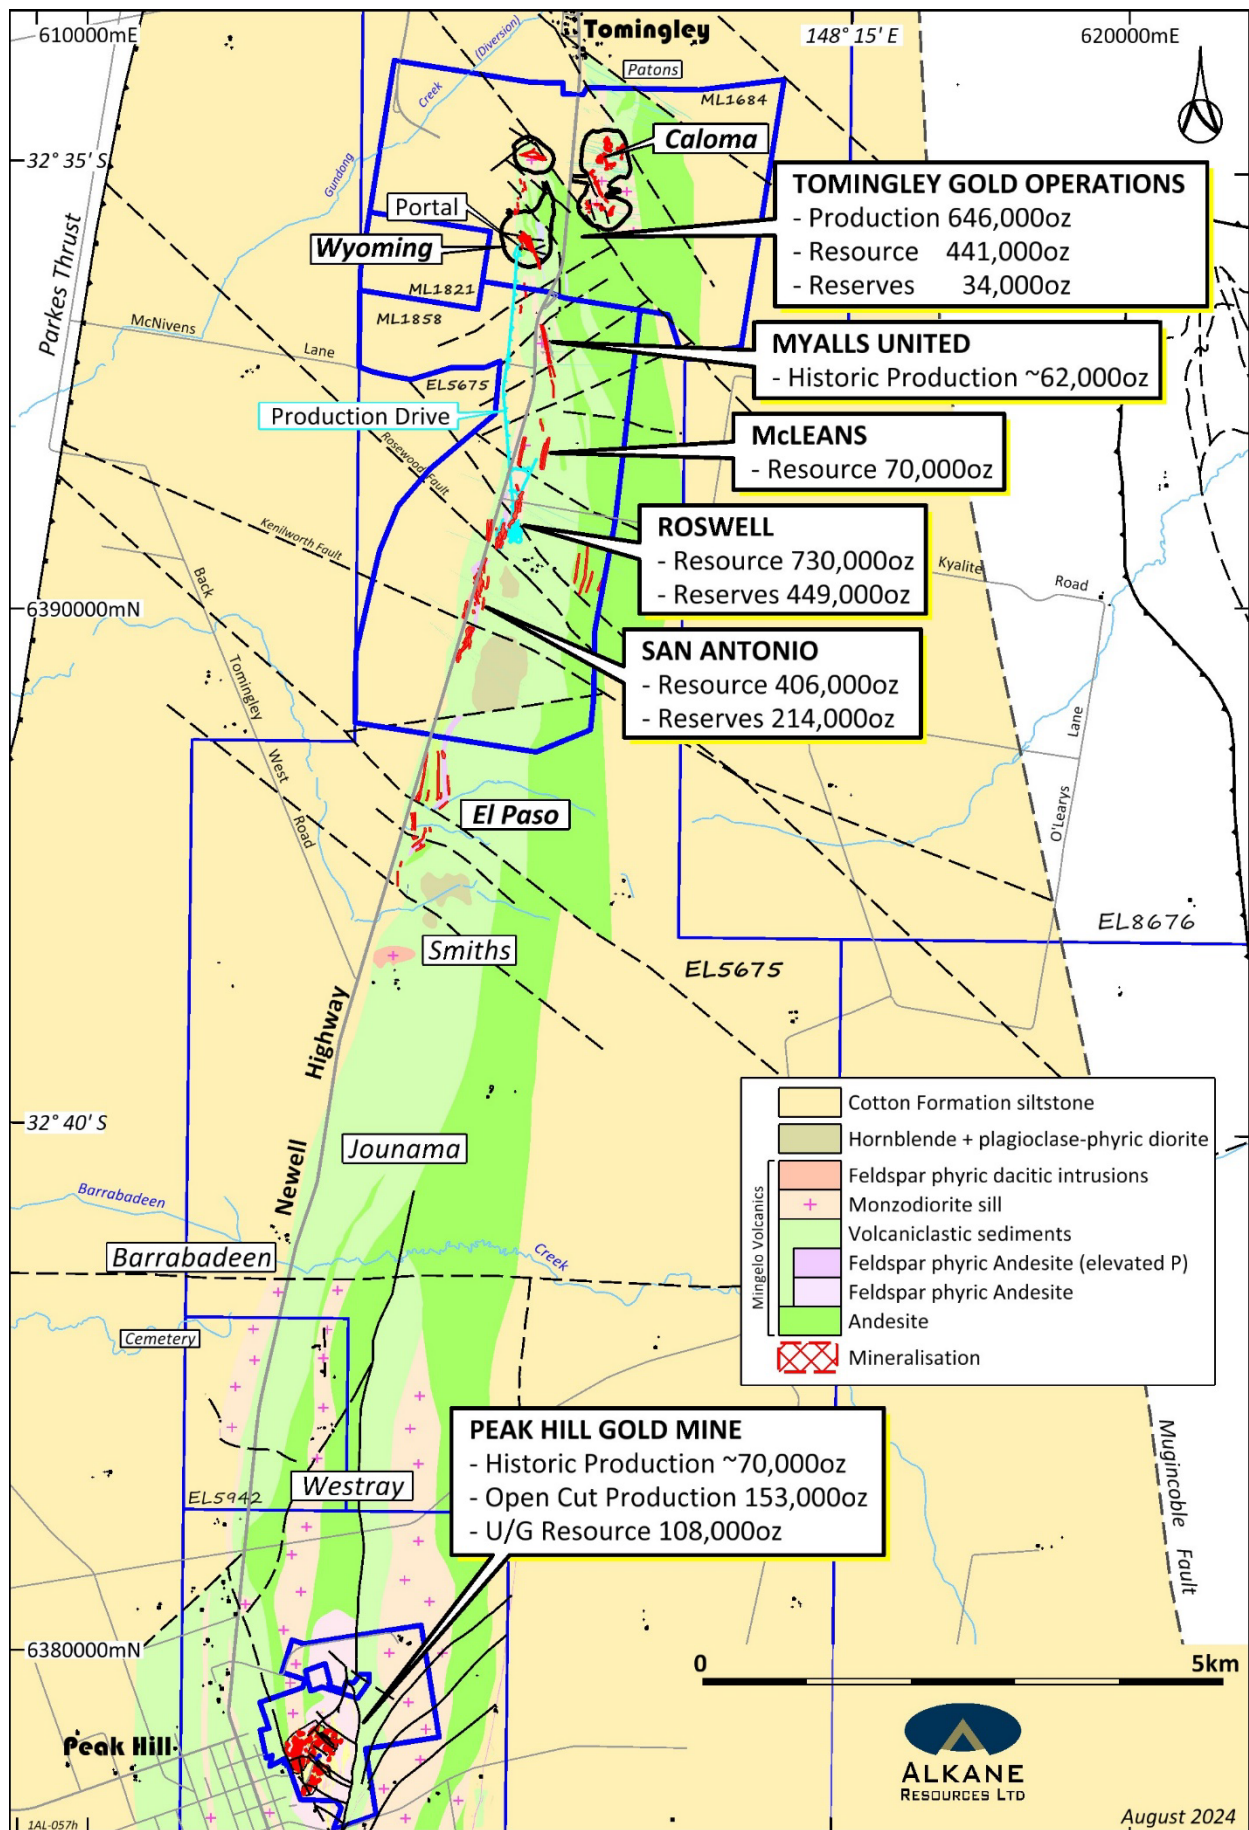 610000mE
Tomingley
148° 15' E
620000mE
(Diversion)
Creek
Gundong
Patons
ML1684
Caloma
32° 35' S
TOMINGLEY GOLD OPERATIONS
- Production 646,000oz
- Resource 441,000oz
- Reserves 34,000oz
Portal
Wyoming
Parkes Thrust
ML1821
ML1858
McNivens
Lane
EL5675
MYALLS UNITED
- Historic Production ~62,000oz
Production Drive
McLEANS
- Resource 70,000oz
Rosewood Fault
Kenilworth Fault
ROSWELL
- Resource 730,000oz
- Reserves 449,000oz
Kyalite
Road
Back
6390000mN
SAN ANTONIO
- Resource 406,000oz
- Reserves 214,000oz
Tomingley
West
Road
Lane
O'Learys
El Paso
EL8676
Smiths
EL5675
Highway
32° 40' S
Newell
Jounama
Barrabadeen
Creek
Barrabadeen
Cemetery
Cotton Formation siltstone
Hornblende + plagioclase-phyric diorite
Mingelo Volcanics
Feldspar phyric dacitic intrusions
Monzodiorite sill
Volcaniclastic sediments
Feldspar phyric Andesite (elevated P)
Feldspar phyric Andesite
Andesite
Mineralisation
PEAK HILL GOLD MINE
- Historic Production ~70,000oz
- Open Cut Production 153,000oz
- U/G Resource 108,000oz
Westray
EL5942
Mugincoble Fault
6380000mN
0
5km
Peak Hill
ALKANE
RESOURCES LTD
1AL-057h
August 2024